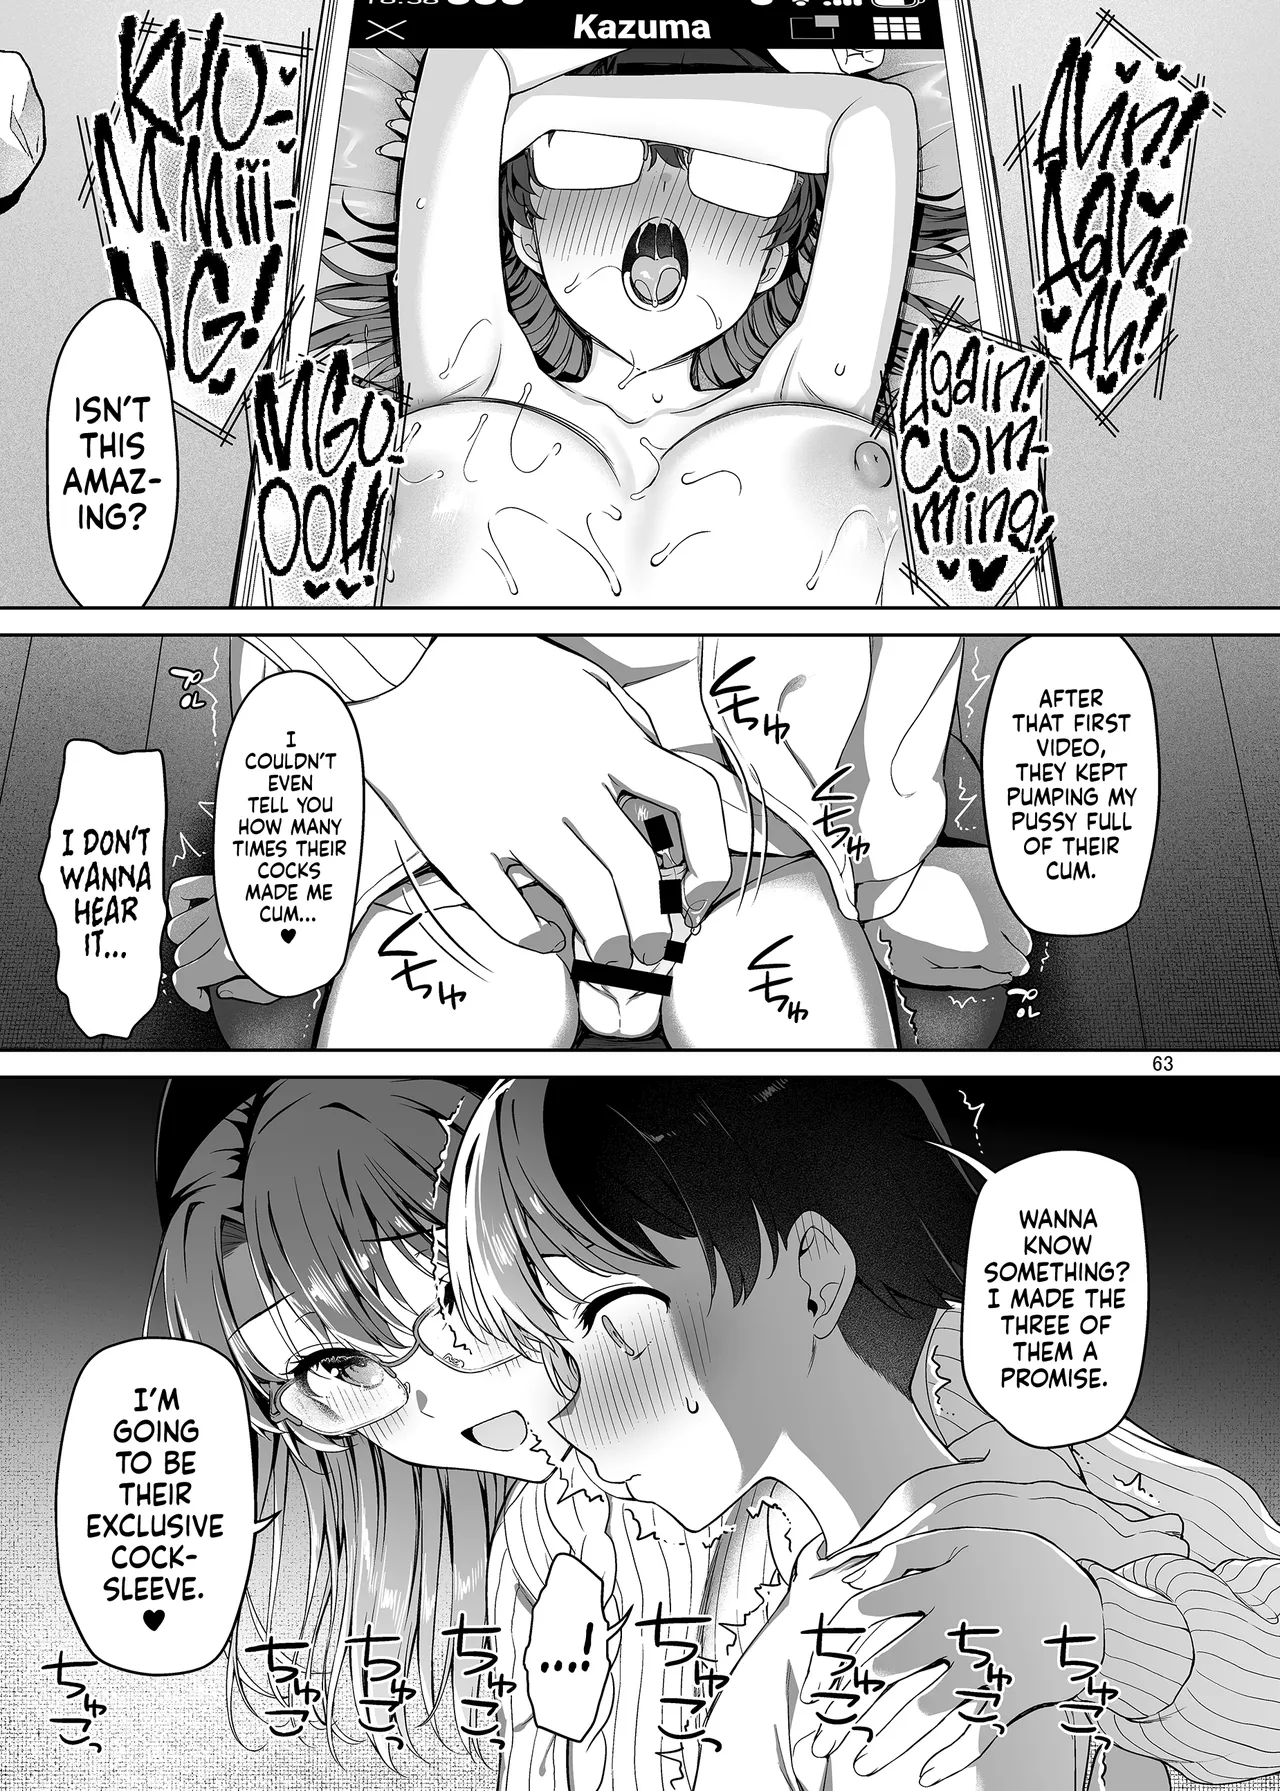 18:38
Kazuma
KHU-
MMiii-
NG!
Ahn!
Aah!
Ah!
Again!
Cum-
ming!
MGO-
OOH!
ISN'T
THIS
AMAZ-
ING?
AFTER
THAT FIRST
VIDEO,
THEY KEPT
PUMPING MY
PUSSY FULL
OF THEIR
CUM.
I
COULDN'T
EVEN
TELL YOU
HOW MANY
TIMES THEIR
COCKS
MADE ME
CUM...
♥
I DON'T
WANNA
HEAR
IT...
くちゅ
くちゅ
くちゅ
くちゅ
63
WANNA
KNOW
SOMETHING?
I MADE THE
THREE OF
THEM A
PROMISE.
I'M
GOING
TO BE
THEIR
EXCLUSIVE
COCK-
SLEEVE.
♥
....!
ちゅこっ
ちゅこっ
ちゅこっ
ちゅこっ
ちゅこっ
ちゅこっ
ちゅこっ
ちゅこっ